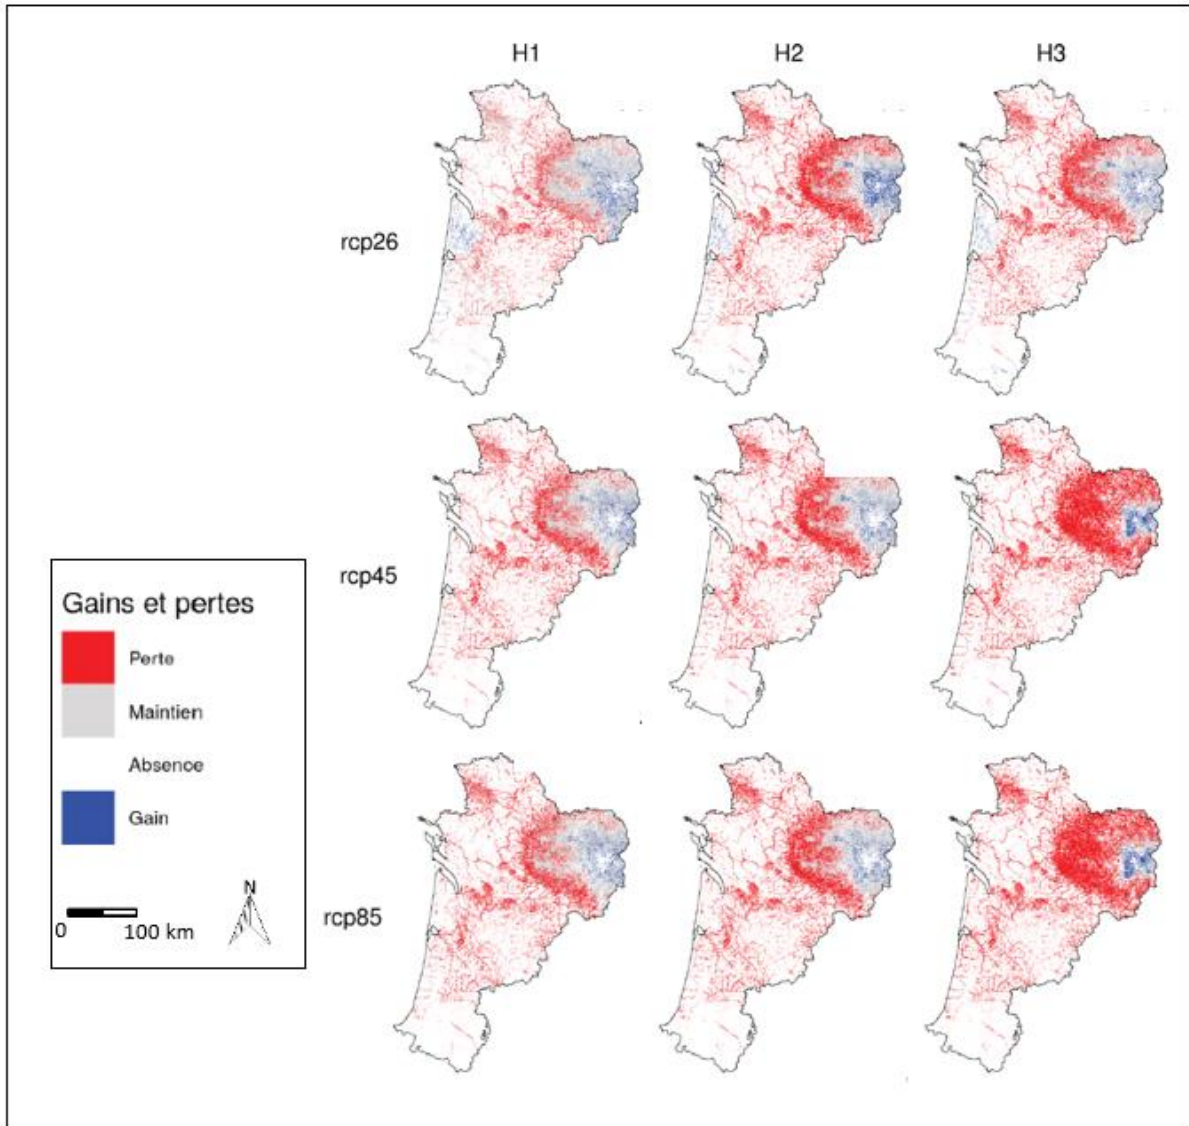 H1 H2 H3
rcp26
rcp45
Gains et pertes
Perte
Maintien
Absence
Gain
N
0 100 km
rcp85